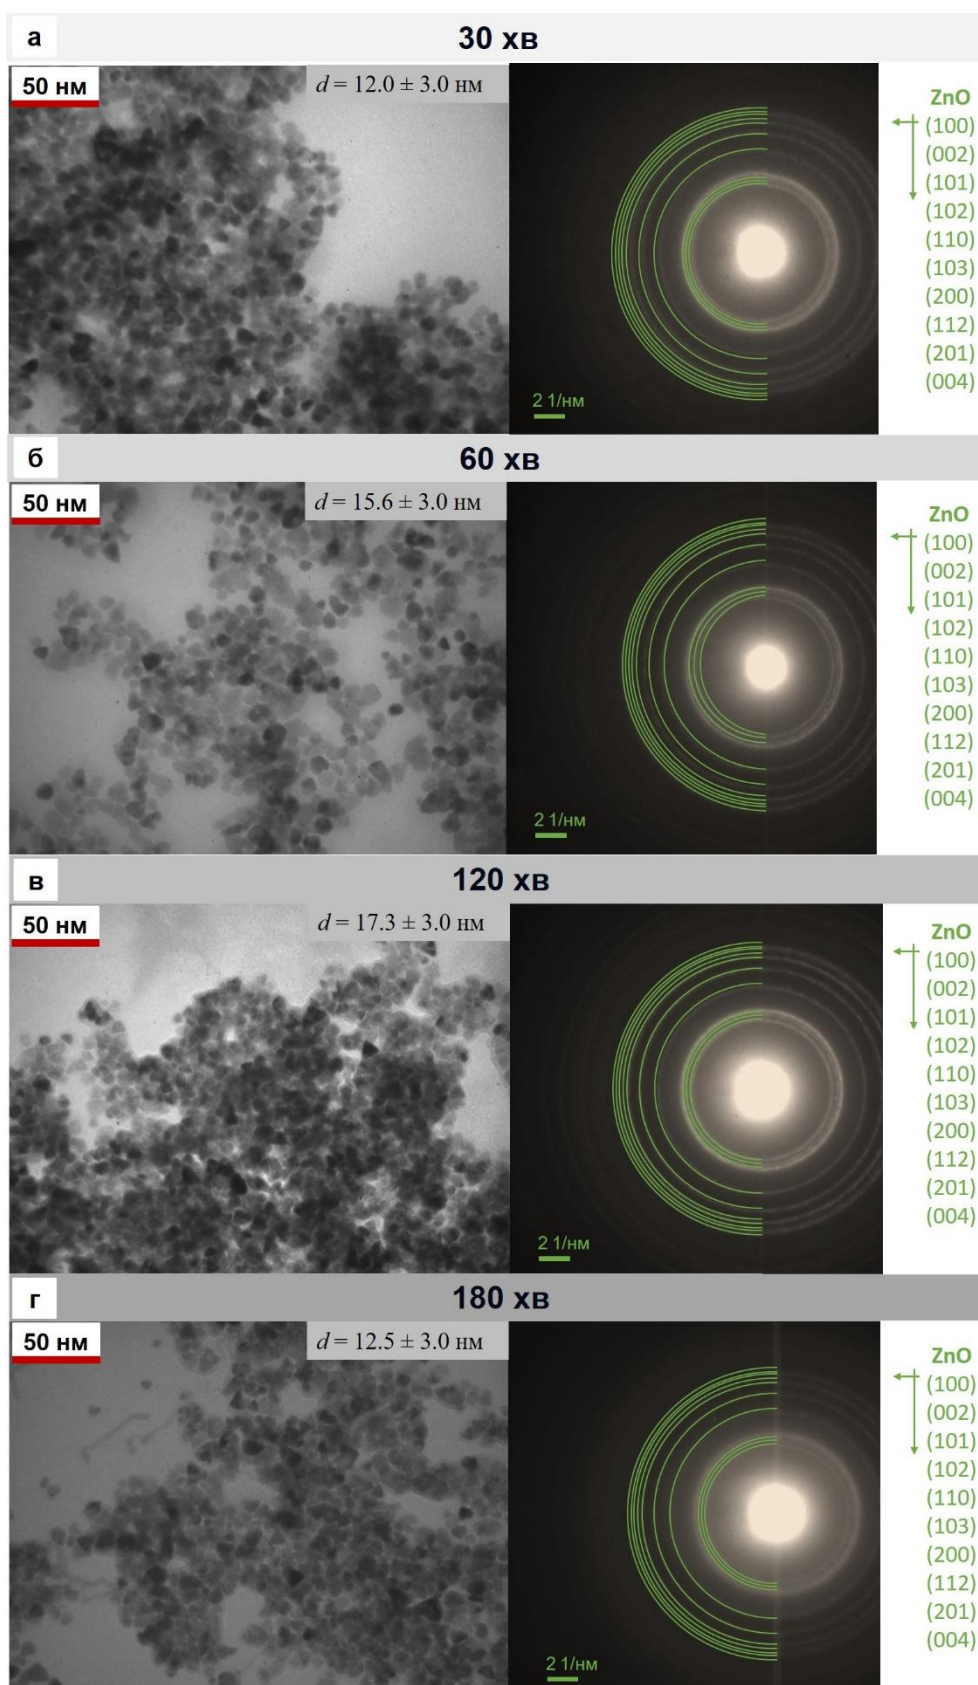 а
30 хв
50 нм
d = 12.0 ± 3.0 нм
2 1/нм
ZnO
(100)
(002)
(101)
(102)
(110)
(103)
(200)
(112)
(201)
(004)
б
60 хв
50 нм
d = 15.6 ± 3.0 нм
2 1/нм
ZnO
(100)
(002)
(101)
(102)
(110)
(103)
(200)
(112)
(201)
(004)
в
120 хв
50 нм
d = 17.3 ± 3.0 нм
2 1/нм
ZnO
(100)
(002)
(101)
(102)
(110)
(103)
(200)
(112)
(201)
(004)
г
180 хв
50 нм
d = 12.5 ± 3.0 нм
2 1/нм
ZnO
(100)
(002)
(101)
(102)
(110)
(103)
(200)
(112)
(201)
(004)